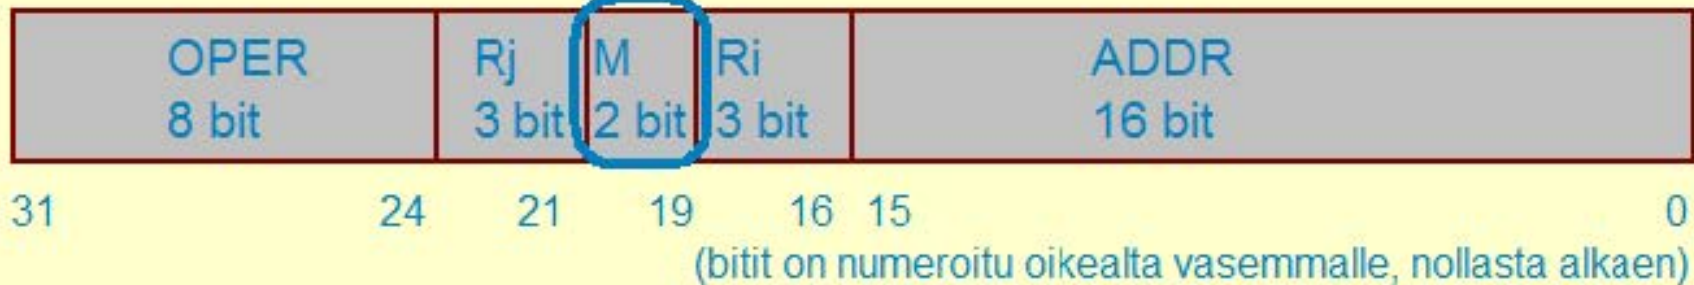 OPER Rj M Ri ADDR
8 bit 3 bit 2 bit 3 bit 16 bit
31 24 21 19 16 15 0
(bitit on numeroitu oikealta vasemmalle, nollasta alkaen)